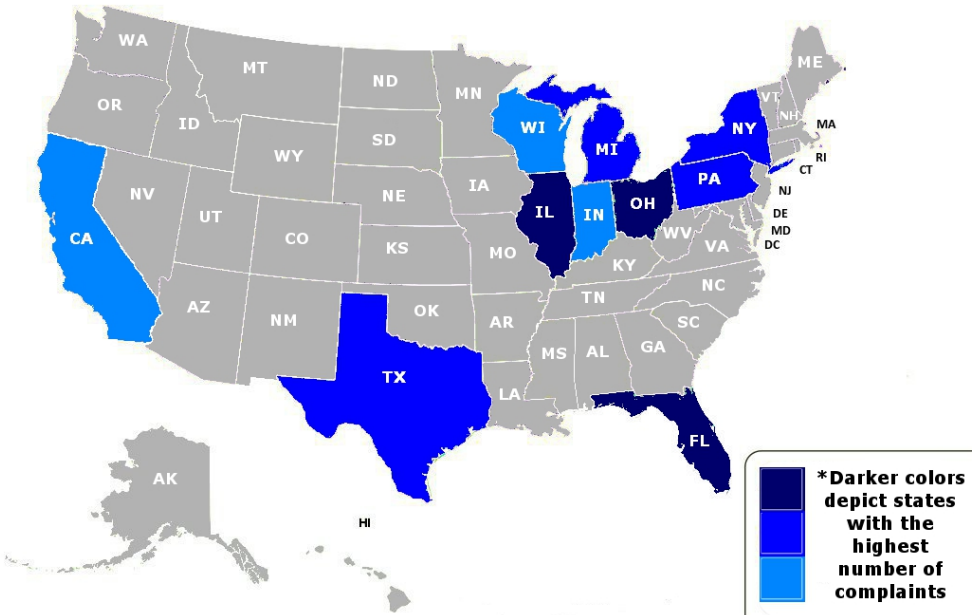 WA
MT
ND
MN
ME
OR
ID
SD
WI
VT
NH
MA
WY
MI
NY
RI
CT
IA
NE
PA
NJ
NV
UT
CO
IL
IN
OH
DE
MD
DC
CA
KS
MO
WV
VA
KY
AZ
NM
OK
AR
TN
NC
SC
TX
MS
AL
GA
LA
FL
AK
HI
*Darker colors
depict states
with the
highest
number of
complaints